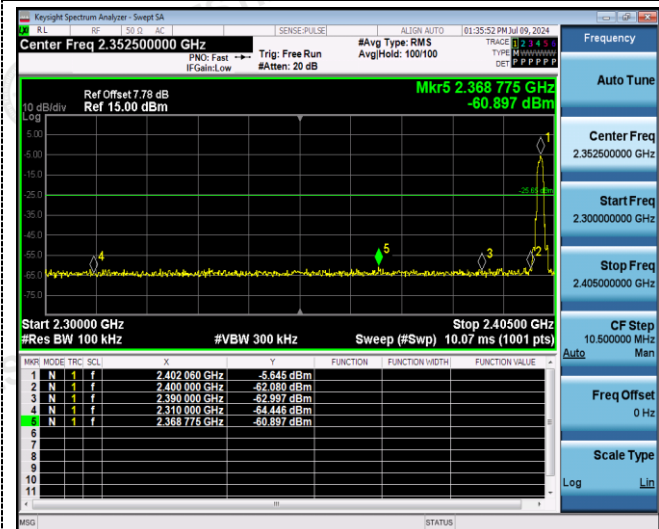 Keysight Spectrum Analyzer - Swept SA
RL RF 50 Ω AC SENSE:PULSE ALIGN AUTO 01:35:52 PM Jul 09, 2024
Center Freq 2.352500000 GHz
PNO: Fast
IFGain:Low
Trig: Free Run
#Atten: 20 dB
#Avg Type: RMS
Avg|Hold: 100/100
TRACE 1 2 3 4 5 6
TYPE M WWWWW
DET P P P P P P
Frequency
Auto Tune
Center Freq
2.352500000 GHz
Start Freq
2.300000000 GHz
Stop Freq
2.405000000 GHz
CF Step
10.500000 MHz
Auto Man
Freq Offset
0 Hz
Scale Type
Log Lin
Mkr5 2.368 775 GHz
-60.897 dBm
Ref Offset 7.78 dB
10 dB/div Ref 15.00 dBm
Log
5.00
-5.00
-15.0
-25.0
-35.0
-45.0
-55.0
-65.0
-75.0
-25.65 dBm
1
2
3
4
5
Start 2.30000 GHz Stop 2.40500 GHz
#Res BW 100 kHz #VBW 300 kHz Sweep (#Swp) 10.07 ms (1001 pts)
MKR MODE TRC SCL X Y FUNCTION FUNCTION WIDTH FUNCTION VALUE
1 N 1 f 2.402 060 GHz -5.645 dBm
2 N 1 f 2.400 000 GHz -62.080 dBm
3 N 1 f 2.390 000 GHz -62.997 dBm
4 N 1 f 2.310 000 GHz -64.446 dBm
5 N 1 f 2.368 775 GHz -60.897 dBm
6
7
8
9
10
11
MSG STATUS